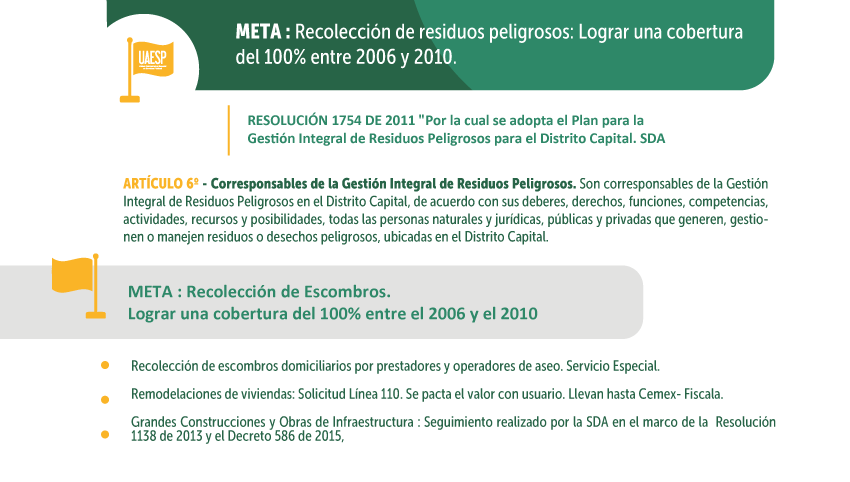 META : Recolección de residuos peligrosos: Lograr una cobertura
del 100% entre 2006 y 2010.
UAESP
RESOLUCIÓN 1754 DE 2011 "Por la cual se adopta el Plan para la
Gestión Integral de Residuos Peligrosos para el Distrito Capital. SDA
ARTÍCULO 6º - Corresponsables de la Gestión Integral de Residuos Peligrosos. Son corresponsables de la Gestión
Integral de Residuos Peligrosos en el Distrito Capital, de acuerdo con sus deberes, derechos, funciones, competencias,
actividades, recursos y posibilidades, todas las personas naturales y jurídicas, públicas y privadas que generen, gestio-
nen o manejen residuos o desechos peligrosos, ubicadas en el Distrito Capital.
META : Recolección de Escombros.
Lograr una cobertura del 100% entre el 2006 y el 2010
Recolección de escombros domiciliarios por prestadores y operadores de aseo. Servicio Especial.
Remodelaciones de viviendas: Solicitud Línea 110. Se pacta el valor con usuario. Llevan hasta Cemex- Fiscala.
Grandes Construcciones y Obras de Infraestructura : Seguimiento realizado por la SDA en el marco de la Resolución
1138 de 2013 y el Decreto 586 de 2015,